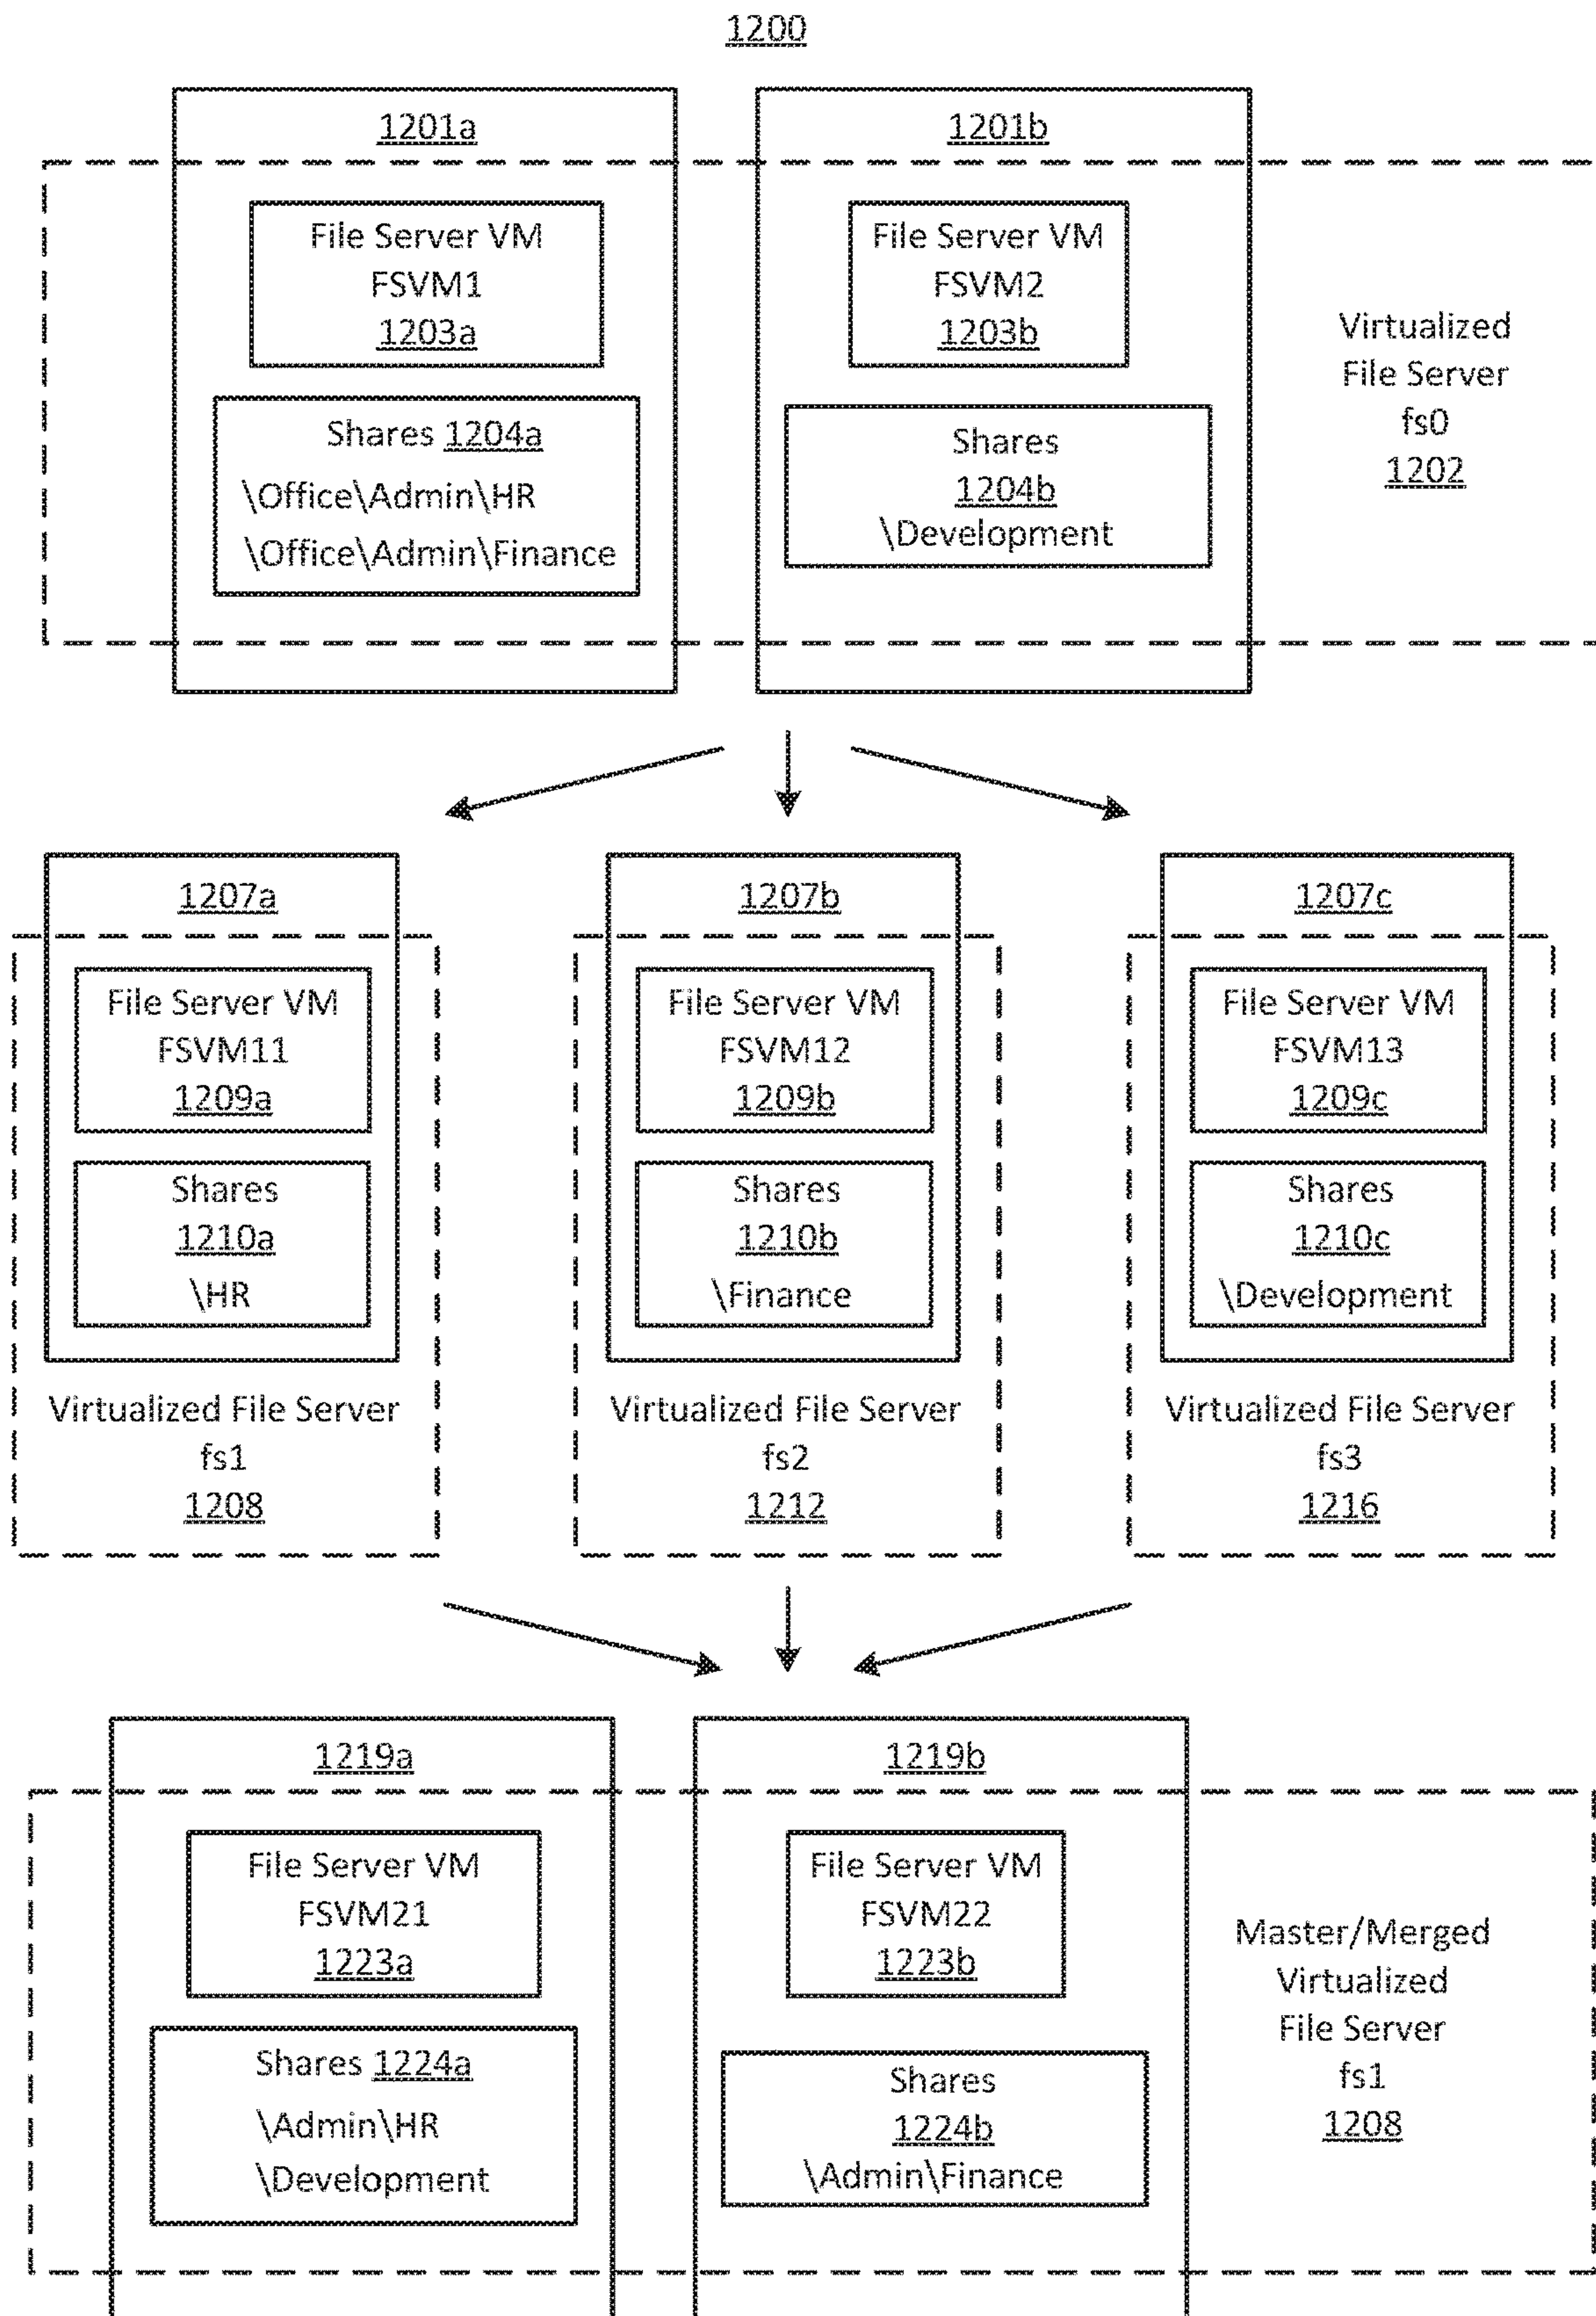 1200
1201a
1201b
File Server VM
FSVM1
1203a
File Server VM
FSVM2
1203b
Shares 1204a
\Office\Admin\HR
\Office\Admin\Finance
Shares
1204b
\Development
Virtualized
File Server
fs0
1202
1207a
File Server VM
FSVM11
1209a
Shares
1210a
\HR
Virtualized File Server
fs1
1208
1207b
File Server VM
FSVM12
1209b
Shares
1210b
\Finance
Virtualized File Server
fs2
1212
1207c
File Server VM
FSVM13
1209c
Shares
1210c
\Development
Virtualized File Server
fs3
1216
1219a
File Server VM
FSVM21
1223a
Shares 1224a
\Admin\HR
\Development
1219b
File Server VM
FSVM22
1223b
Shares
1224b
\Admin\Finance
Master/Merged
Virtualized
File Server
fs1
1208